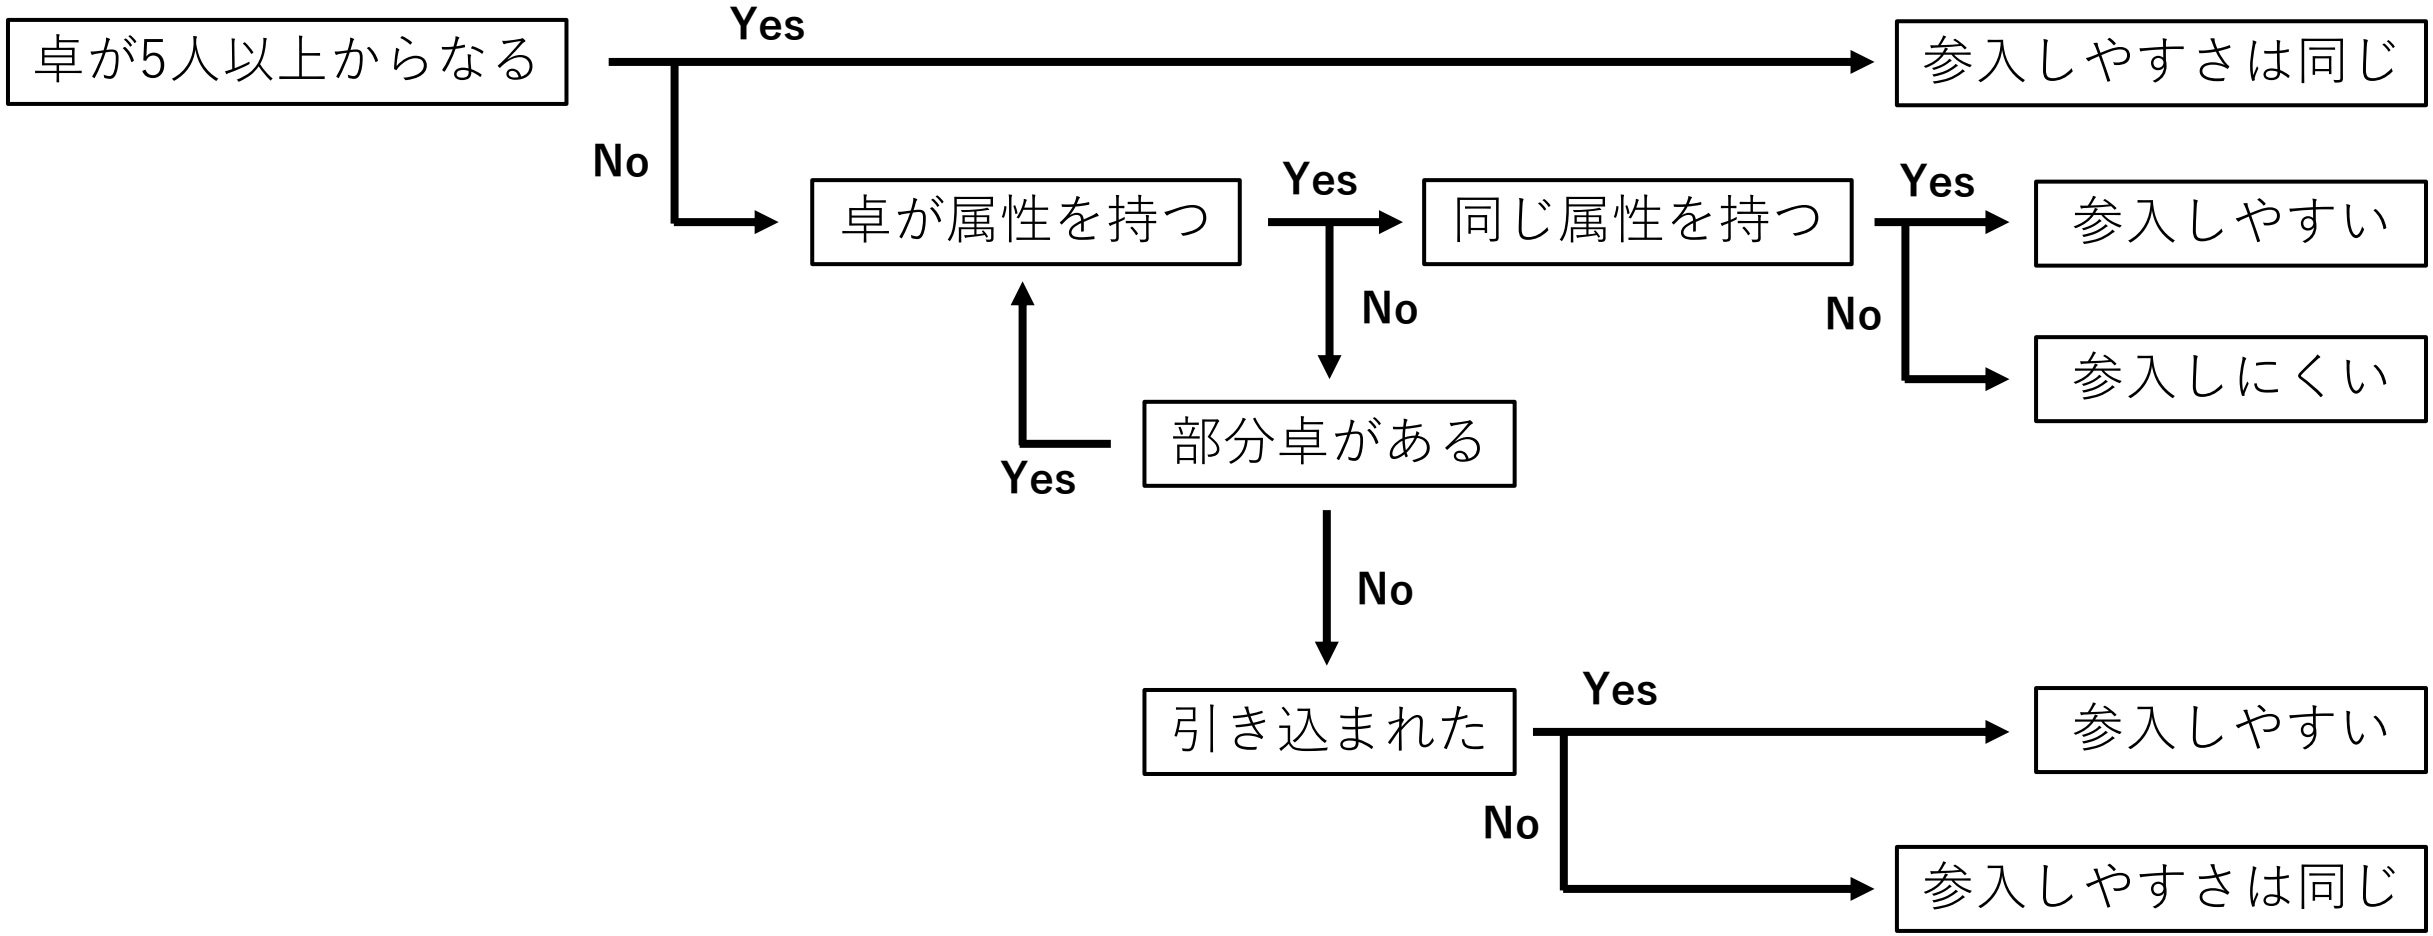 卓が5人以上からなる
Yes
参入しやすさは同じ
No
卓が属性を持つ
Yes
同じ属性を持つ
Yes
参入しやすい
No
No
参入しにくい
部分卓がある
Yes
No
引き込まれた
Yes
参入しやすい
No
参入しやすさは同じ